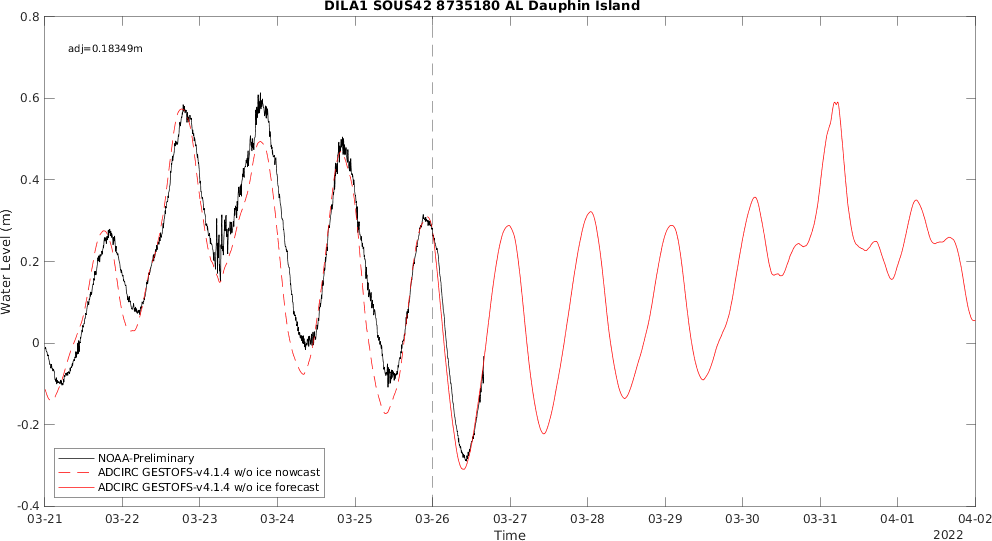 DILA1 SOUS42 8735180 AL Dauphin Island
adj=0.18349m
Water Level (m)
0.8
0.6
0.4
0.2
0
-0.2
-0.4
NOAA-Preliminary
ADCIRC GESTOFS-v4.1.4 w/o ice nowcast
ADCIRC GESTOFS-v4.1.4 w/o ice forecast
03-21 03-22 03-23 03-24 03-25 03-26 03-27 03-28 03-29 03-30 03-31 04-01 04-02
Time
2022